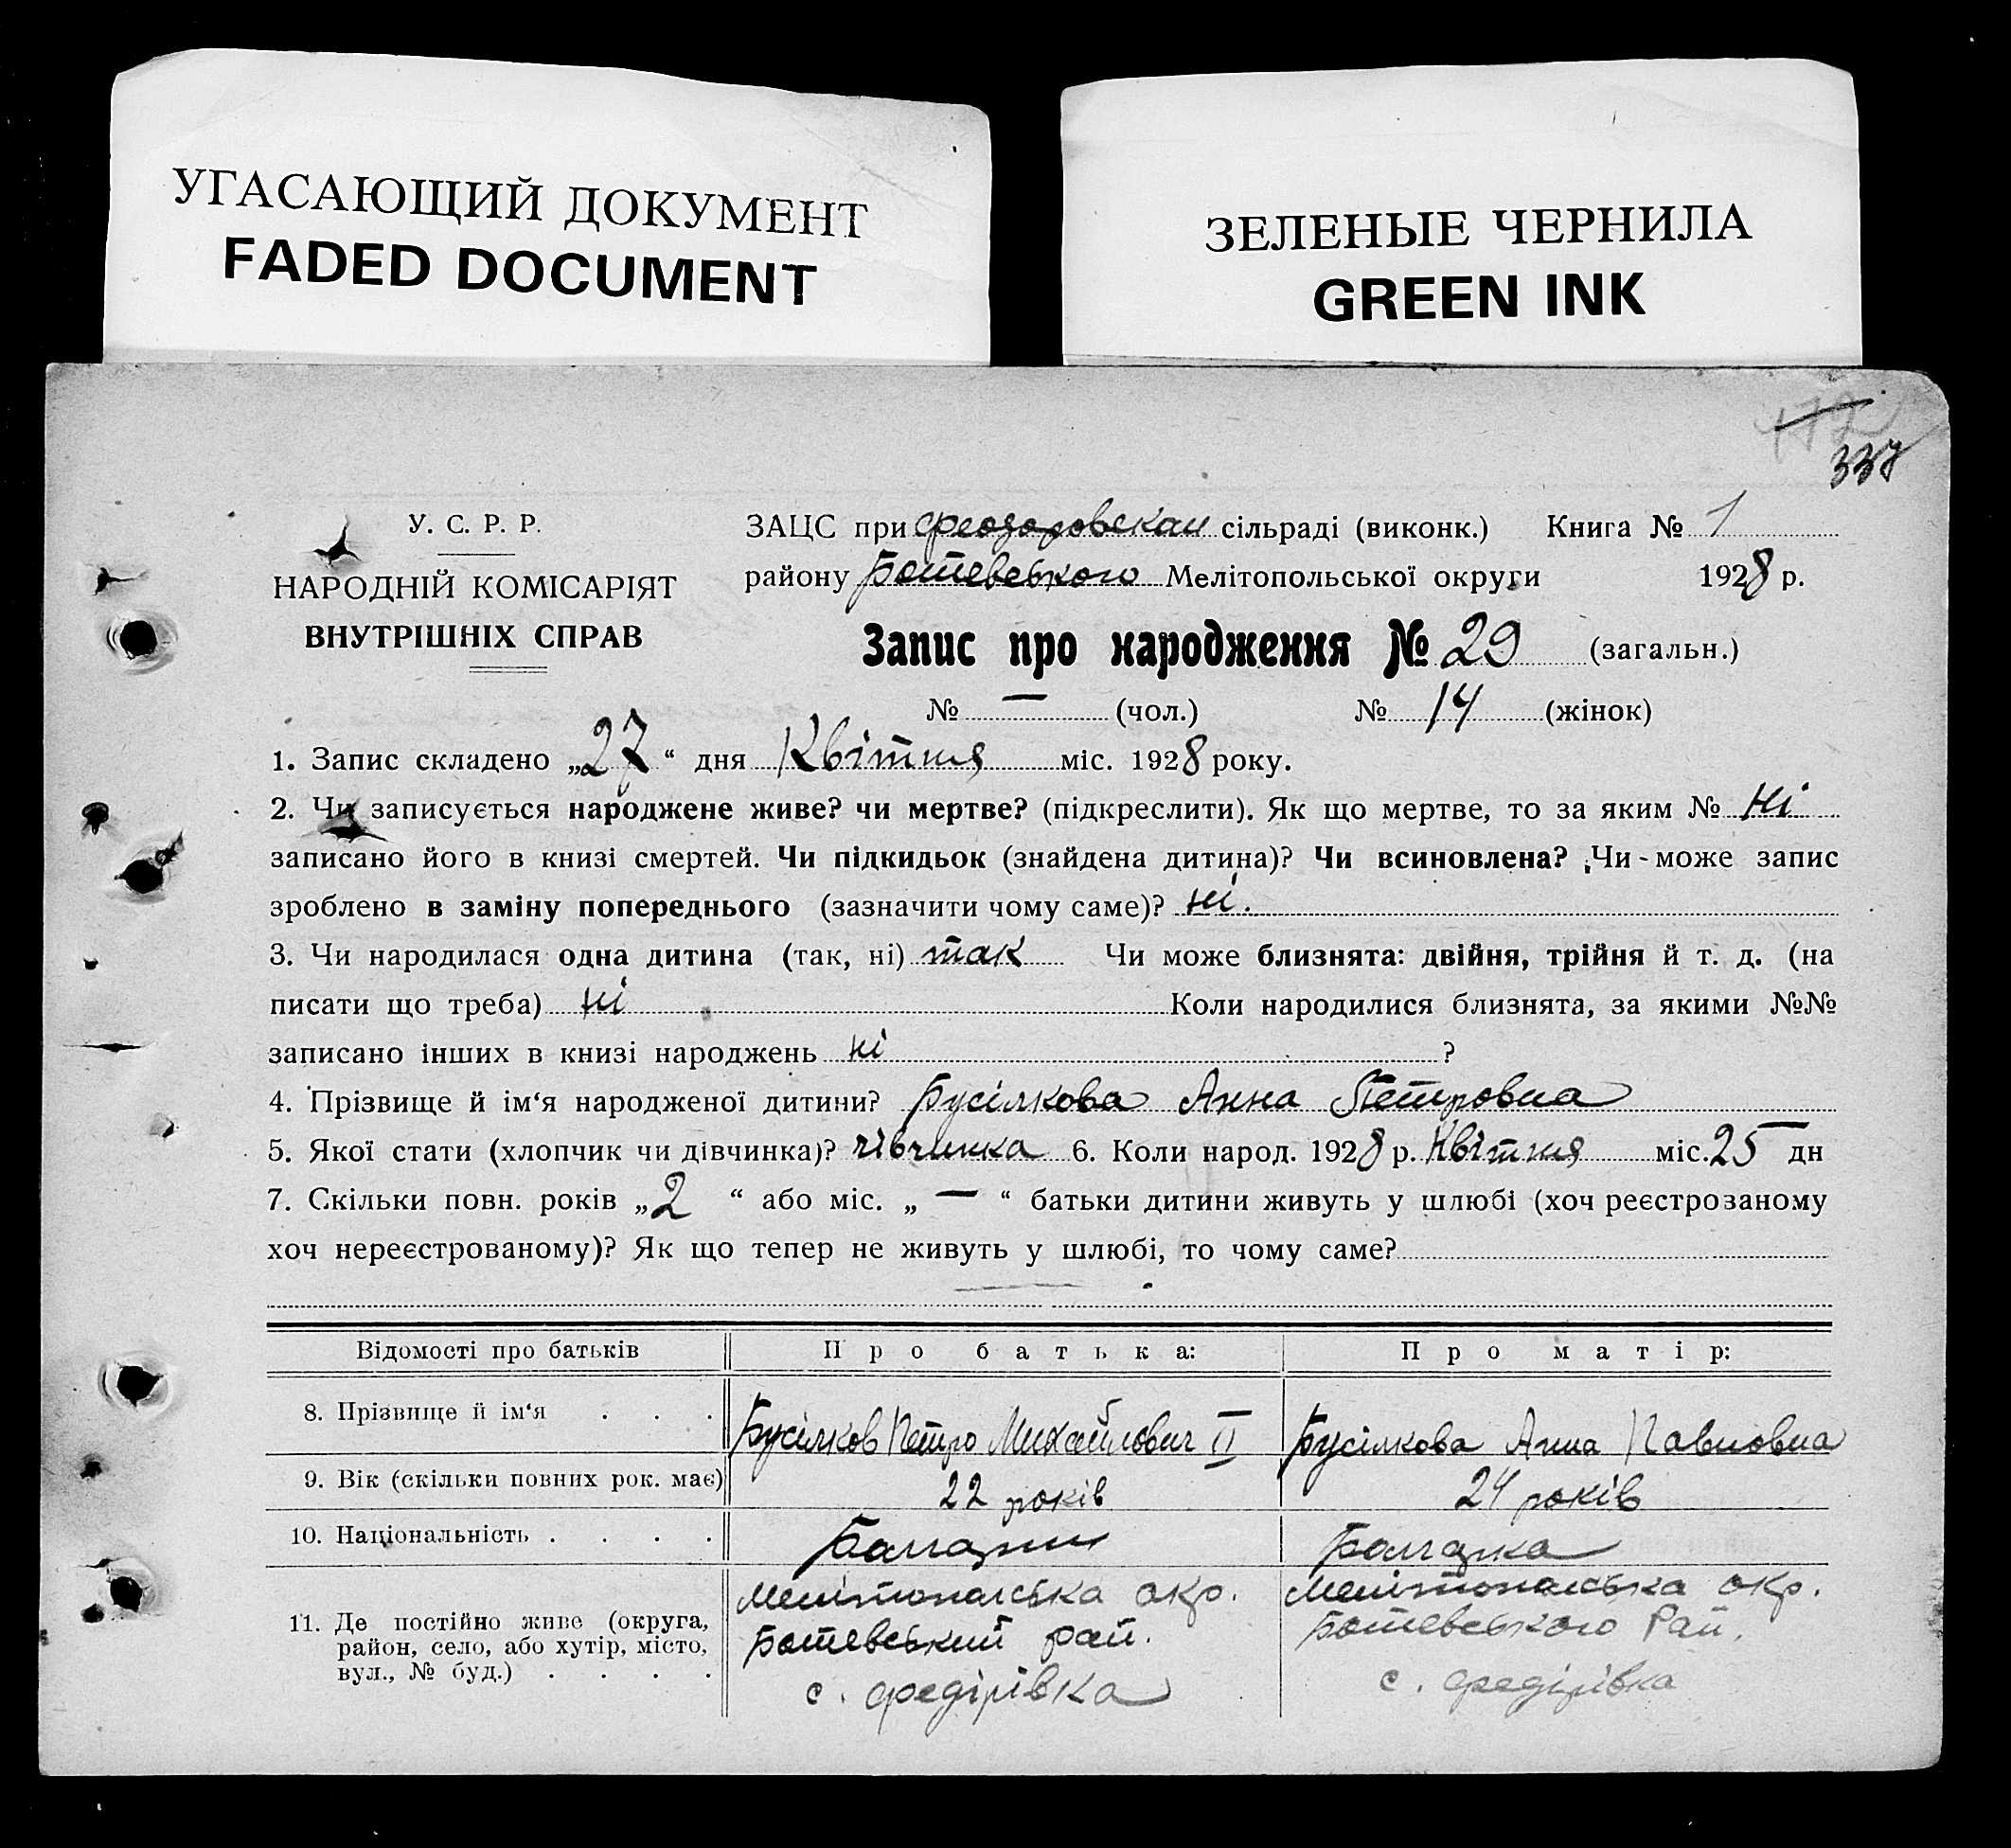 УГАСАЮЩИЙ ДОКУМЕНТ
FADED DOCUMENT
ЗЕЛЕНЫЕ ЧЕРНИЛА
GREEN INK
337
У. С. Р. Р.
НАРОДНІЙ КОМІСАРІЯТ
ВНУТРІШНІХ СПРАВ
ЗАЦС при Феодоровскаи сільраді (виконк.) Книга № 1
району Ботевського Мелітопольської округи 1928 р.
Запис про народження № 29 (загальн.)
№ — (чол.) № 14 (жінок)
1. Запис складено „27“ дня Квітня міс. 1928 року.
2. Чи записується народжене живе? чи мертве? (підкреслити). Як що мертве, то за яким № Ні
записано його в книзі смертей. Чи підкидьок (знайдена дитина)? Чи всиновлена? Чи-може запис
зроблено в заміну попереднього (зазначити чому саме)? ні.
3. Чи народилася одна дитина (так, ні) так Чи може близнята: двійня, трійня й т. д. (на
писати що треба) ні Коли народилися близнята, за якими №№
записано інших в книзі народжень ні ?
4. Прізвище й ім‘я народженої дитини? Бусілкова Анна Петровна
5. Якої стати (хлопчик чи дівчинка)? дівчинка 6. Коли народ. 1928 р. Квітня міс. 25 дн
7. Скільки повн. років „2“ або міс. „—“ батьки дитини живуть у шлюбі (хоч реєстрозаному
хоч нереєстрованому)? Як що тепер не живуть у шлюбі, то чому саме?
—
Відомості про батьків Про батька: Про матір:
8. Прізвище й ім‘я . . . Бусілков Петро Михайлович II Бусілкова Анна Павловна
9. Вік (скільки повних рок. має) 22 років 24 років
10. Національність . . . . Болгарин Болгарка
11. Де постійно живе (округа, район, село, або хутір, місто, вул., № буд.) . . . .
Мелітопалська окр.
Ботевський рай.
с. Федірівка
Мелітопалська окр.
Ботевського Рай.
с. Федірівка